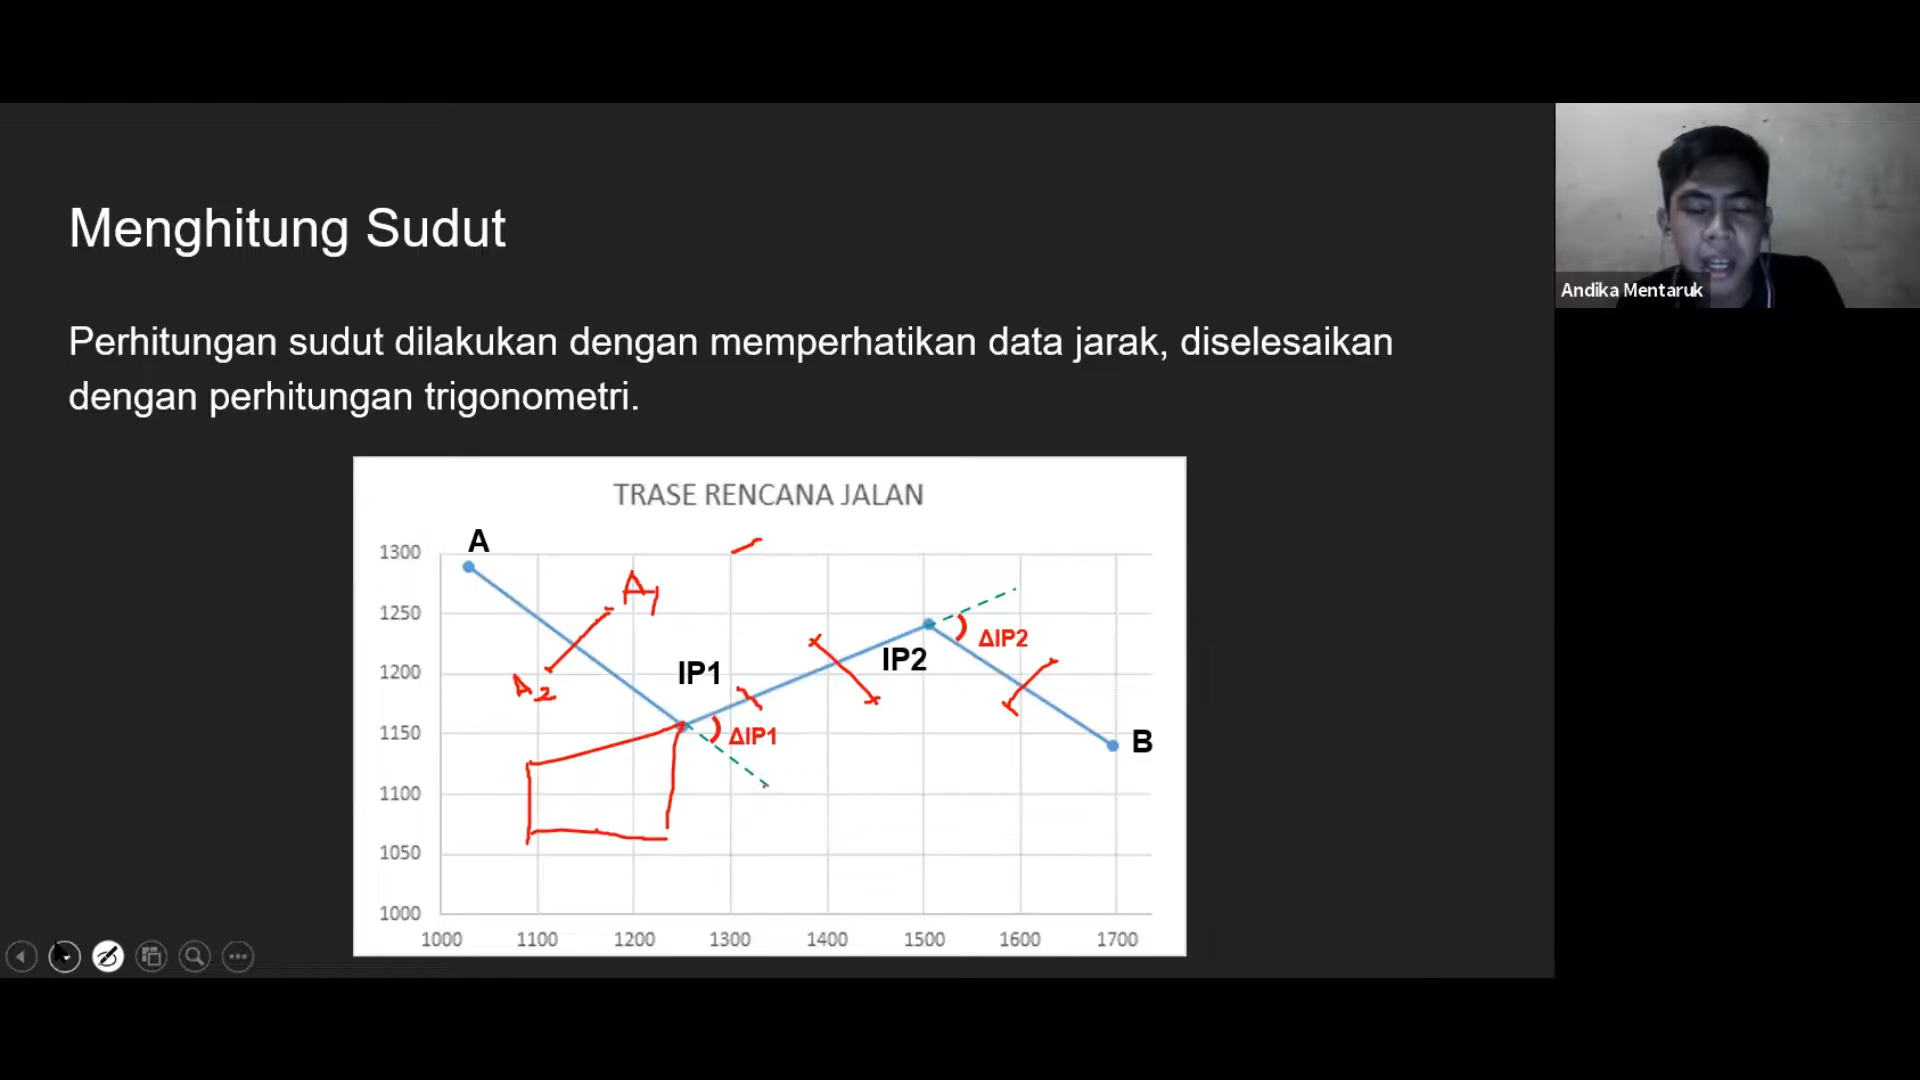 Menghitung Sudut
Andika Mentaruk
Perhitungan sudut dilakukan dengan memperhatikan data jarak, diselesaikan
dengan perhitungan trigonometri.
TRASE RENCANA JALAN
A
1300
A1
1250
ΔIP2
IP2
1200
IP1
A2
1150
ΔIP1
B
1100
1050
1000
1000 1100 1200 1300 1400 1500 1600 1700